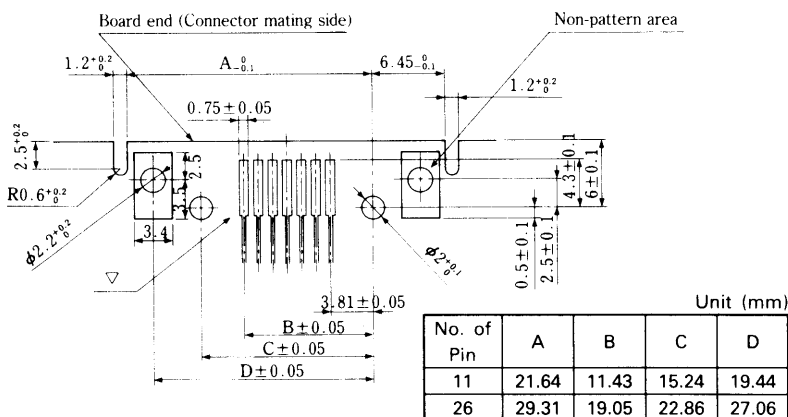 Board end (Connector mating side)
Non-pattern area
1.2 +0.2 0
A 0 -0.1
6.45 0 -0.1
1.2 +0.2 0
0.75±0.05
2.5 +0.2 0
2.5
3.5
R0.6 +0.2 0
4.3±0.1
6±0.1
φ2.2 +0.2 0
3.4
φ2 +0.1 0
0.5±0.1
2.5±0.1
3.81±0.05
B±0.05
C±0.05
D±0.05
Unit (mm)
No. of Pin A B C D
11 21.64 11.43 15.24 19.44
26 29.31 19.05 22.86 27.06